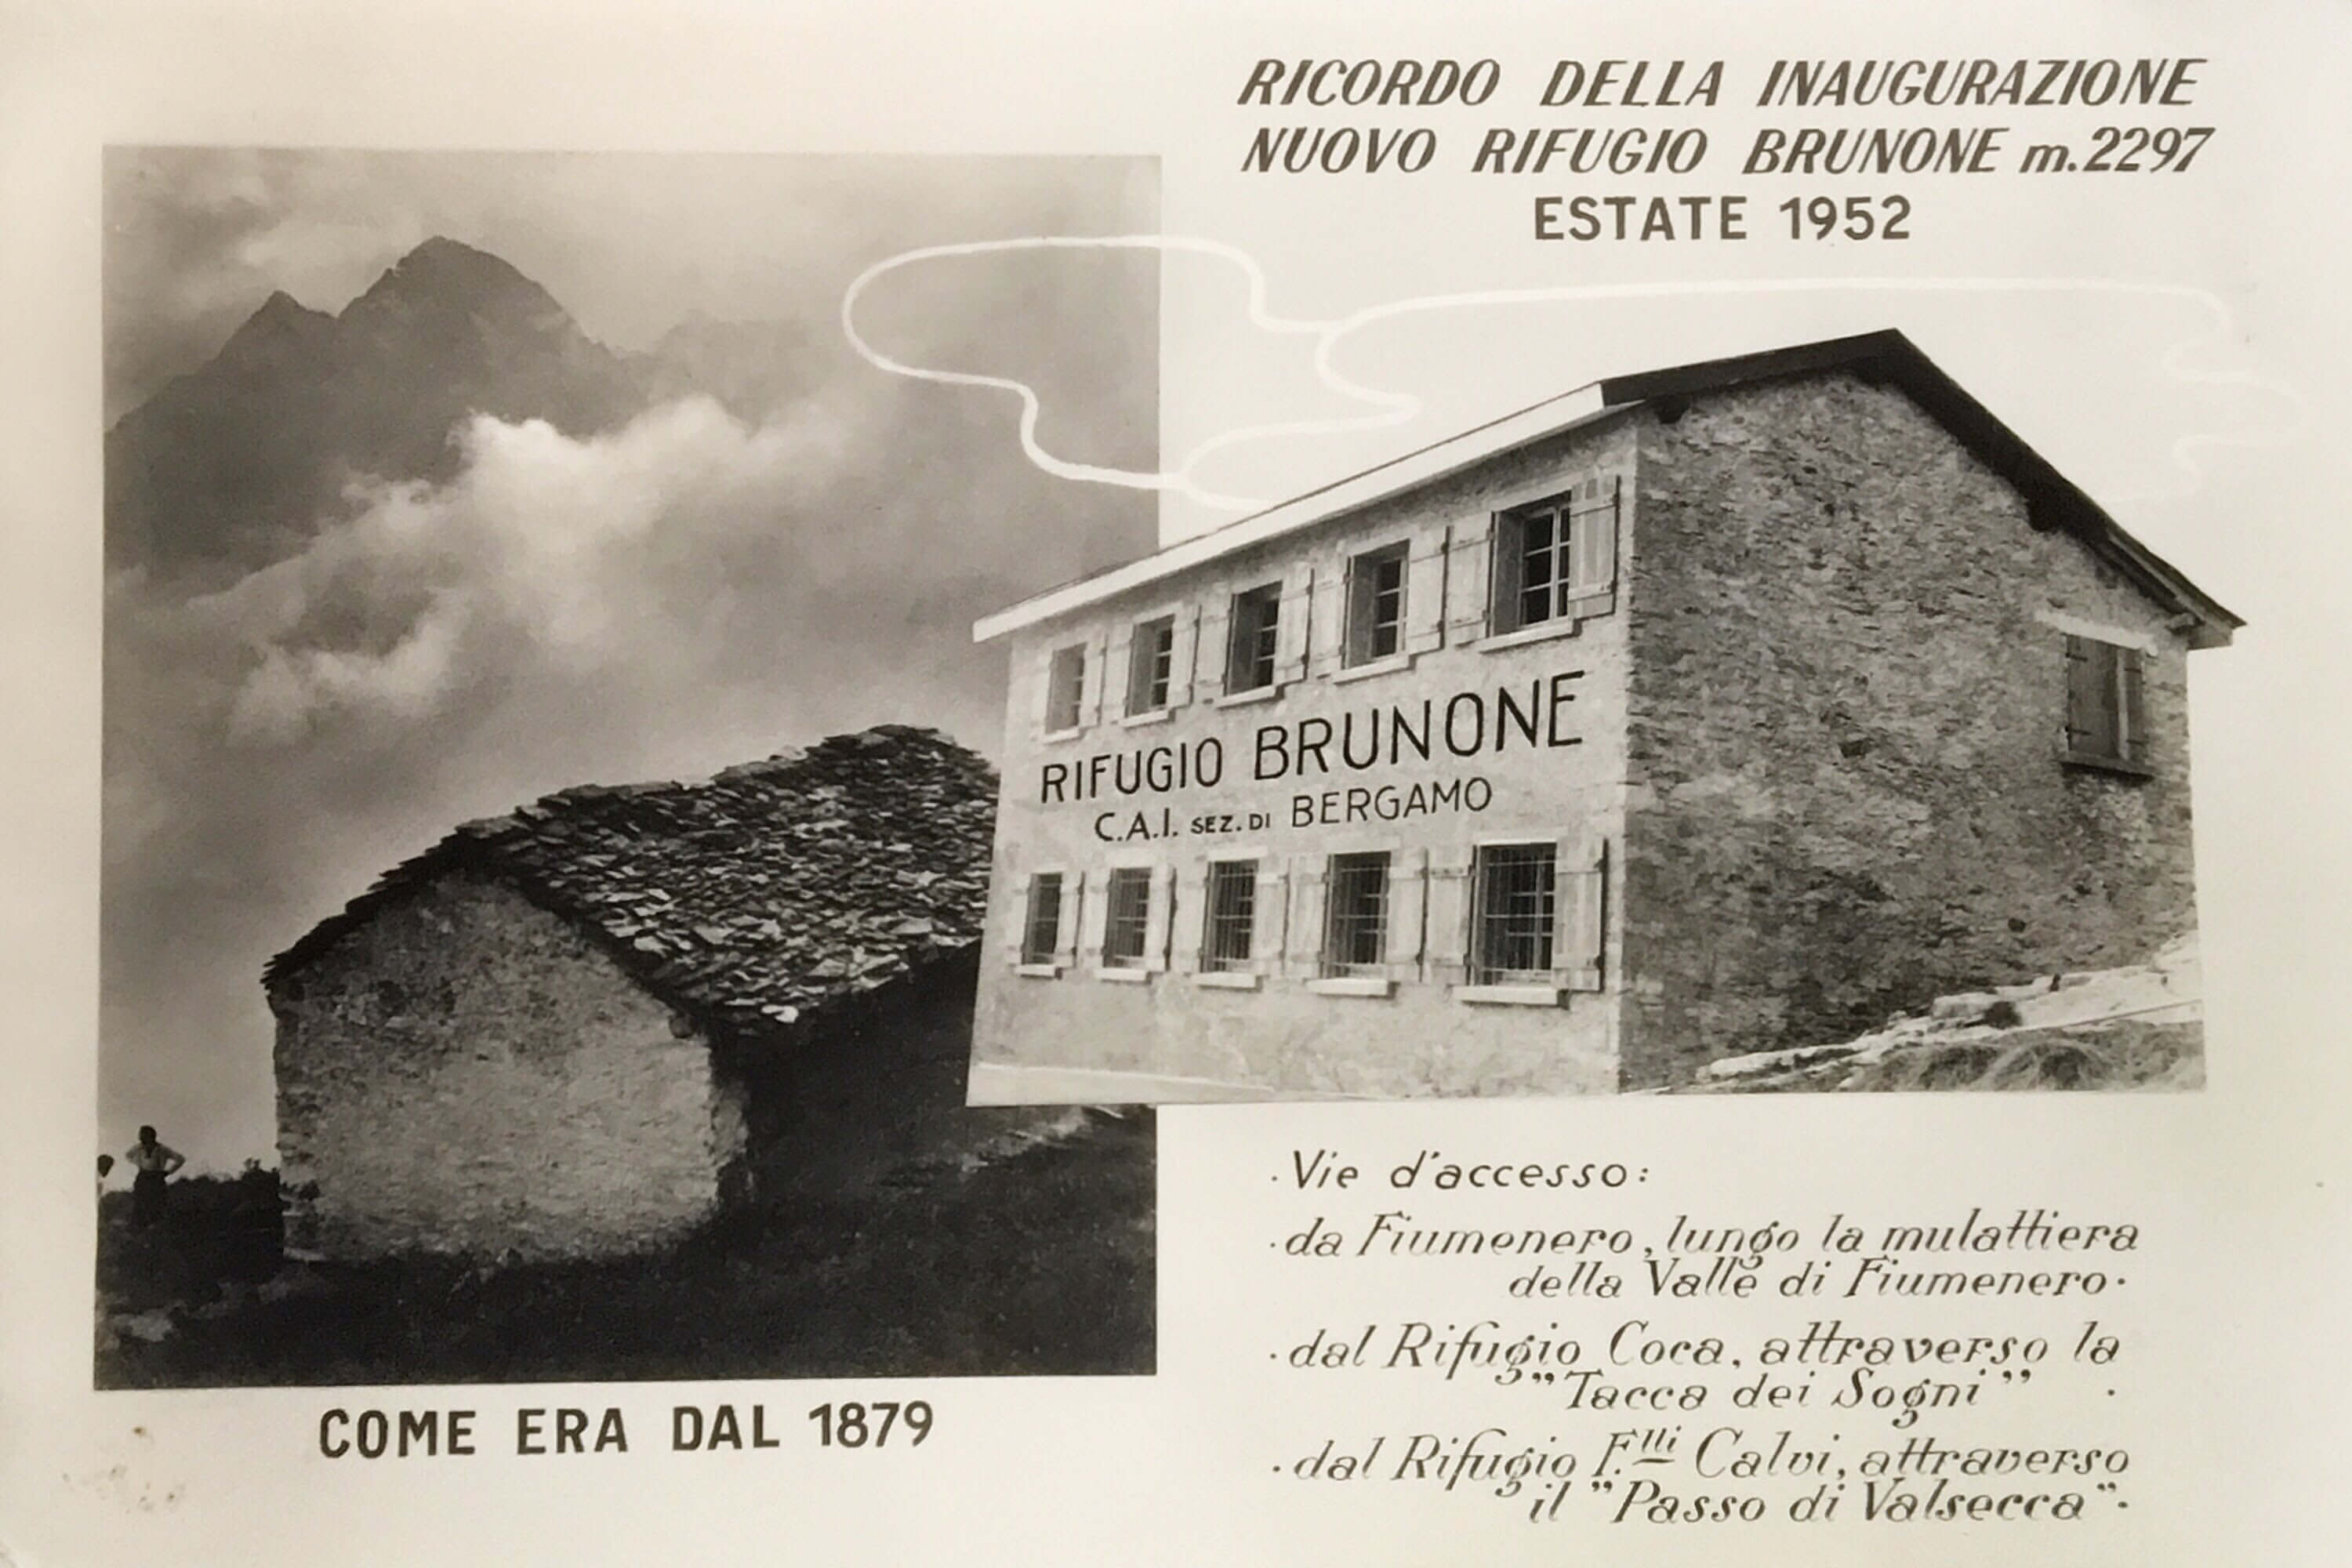 RICORDO DELLA INAUGURAZIONE
NUOVO RIFUGIO BRUNONE m.2297
ESTATE 1952
RIFUGIO BRUNONE
C.A.I. SEZ. DI BERGAMO
COME ERA DAL 1879
· Vie d'accesso:
· da Fiumenero, lungo la mulattiera
della Valle di Fiumenero ·
· dal Rifugio Coca, attraverso la
"Tacca dei Sogni" ·
· dal Rifugio F.lli Calvi, attraverso
il "Passo di Valsecca" ·